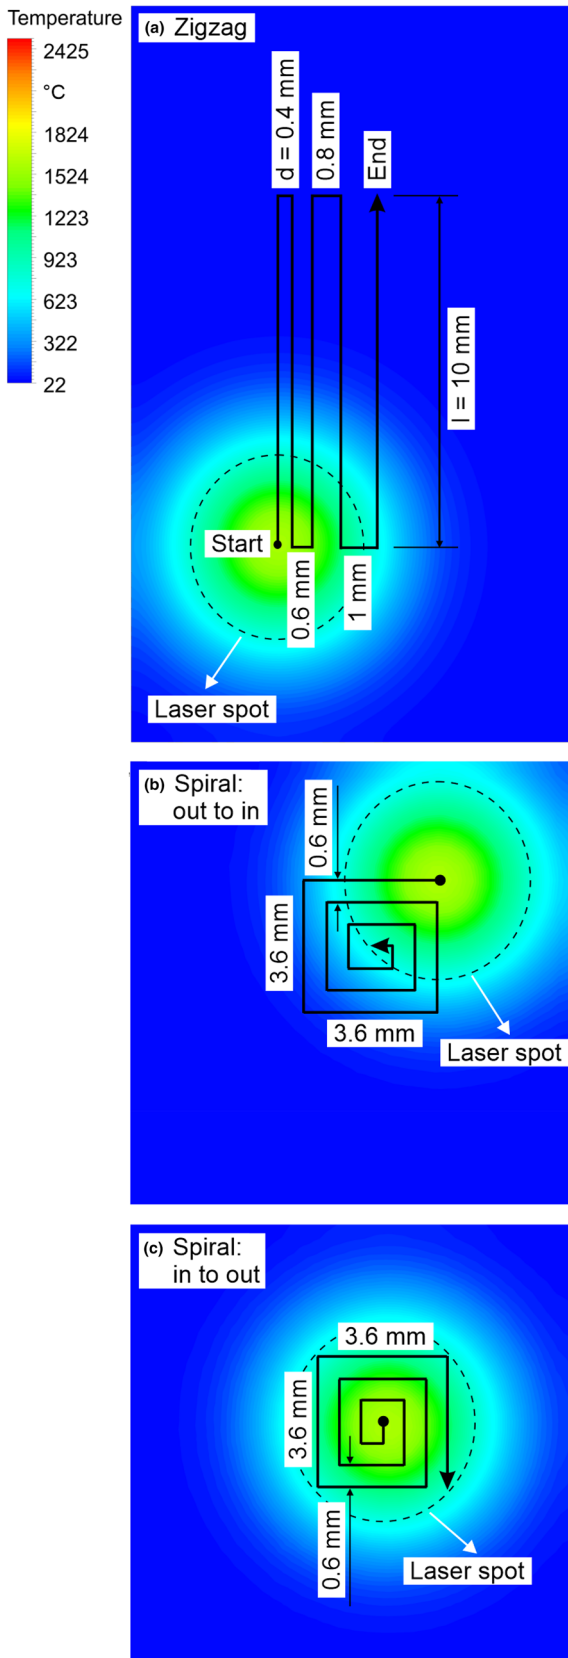 Temperature
2425
°C
1824
1524
1223
923
623
322
22
(a) Zigzag
d = 0.4 mm
0.8 mm
End
l = 10 mm
Start
0.6 mm
1 mm
Laser spot
(b) Spiral:
out to in
0.6 mm
3.6 mm
3.6 mm
Laser spot
(c) Spiral:
in to out
3.6 mm
3.6 mm
0.6 mm
Laser spot